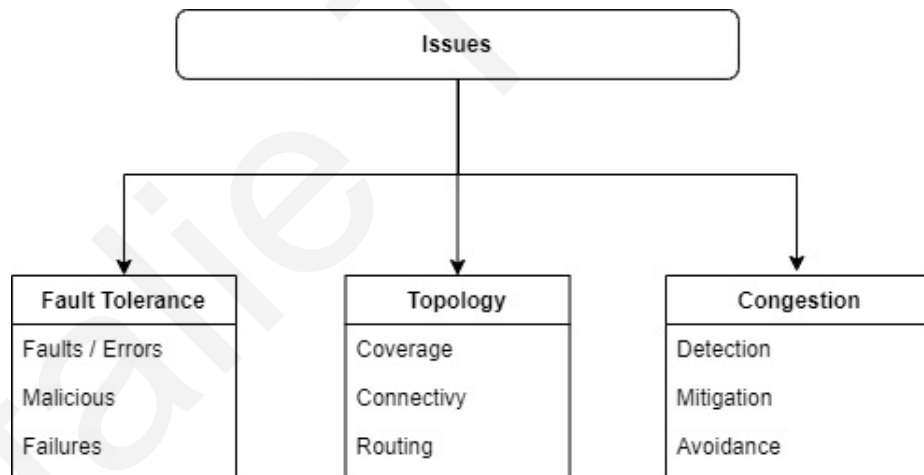 Issues
Fault Tolerance
Faults / Errors
Malicious
Failures
Topology
Coverage
Connectivy
Routing
Congestion
Detection
Mitigation
Avoidance